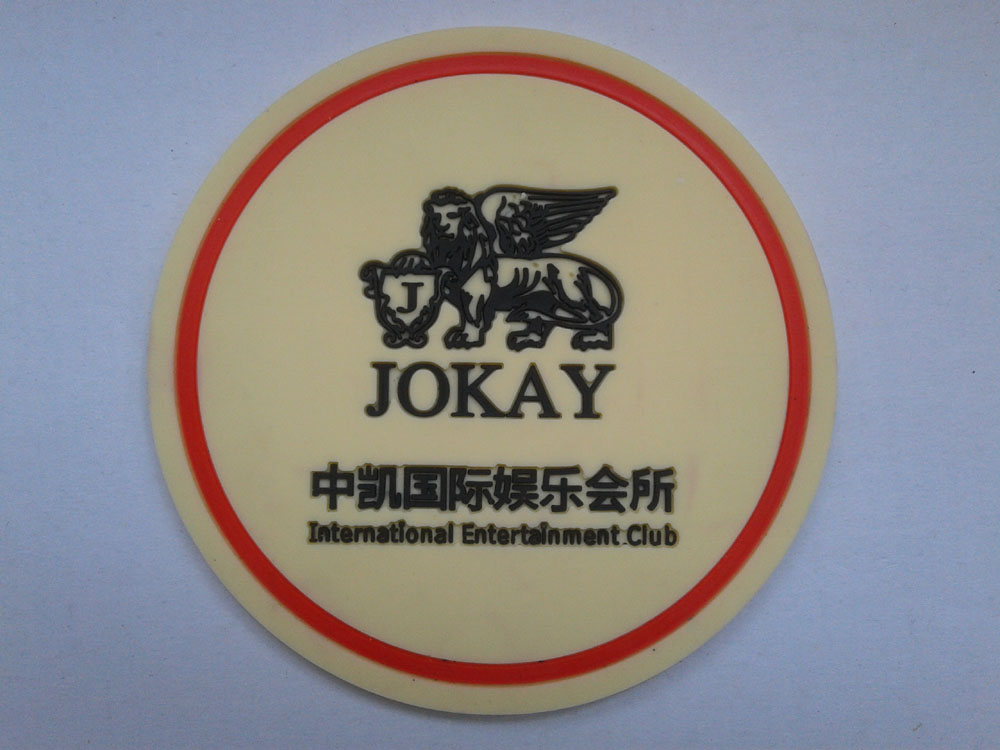 J
JOKAY
中凯国际娱乐会所
International Entertainment Club